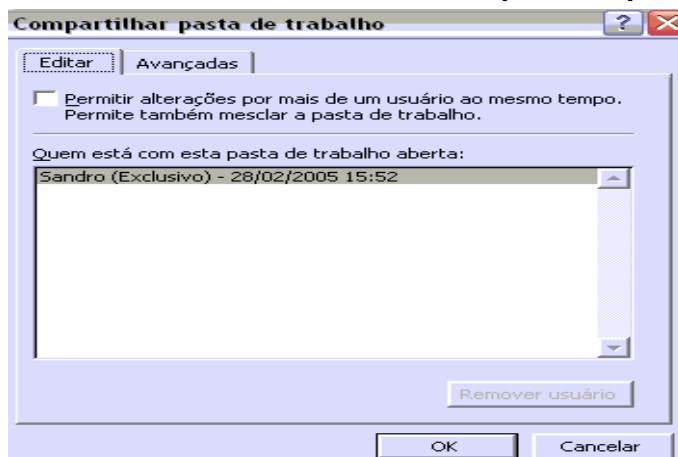 Compartilhar pasta de trabalho
Editar
Avançadas
Permitir alterações por mais de um usuário ao mesmo tempo.
Permite também mesclar a pasta de trabalho.
Quem está com esta pasta de trabalho aberta:
Sandro (Exclusivo) - 28/02/2005 15:52
Remover usuário
OK
Cancelar